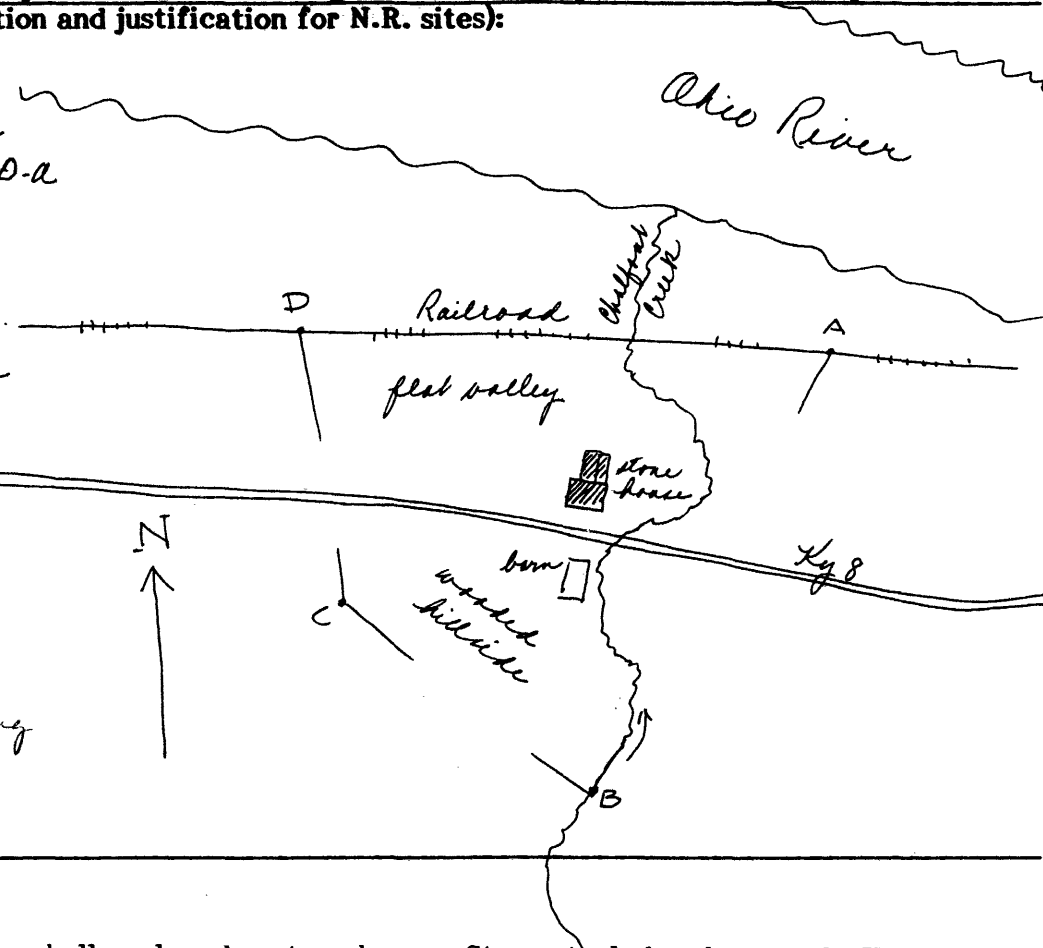 tion and justification for N.R. sites):
Ohio River
D-a
Chalfont
Creek
D
Railroad
A
flat valley
stone
house
N
barn
Ky 8
wooded
hillside
C
B